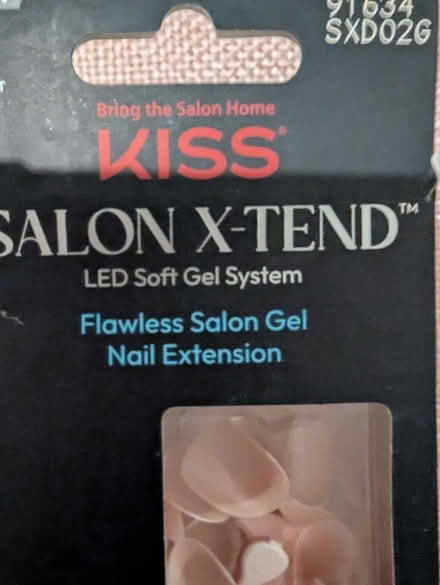 91634
SXD02G
Bring the Salon Home
KISS®
SALON X-TEND™
LED Soft Gel System
Flawless Salon Gel
Nail Extension